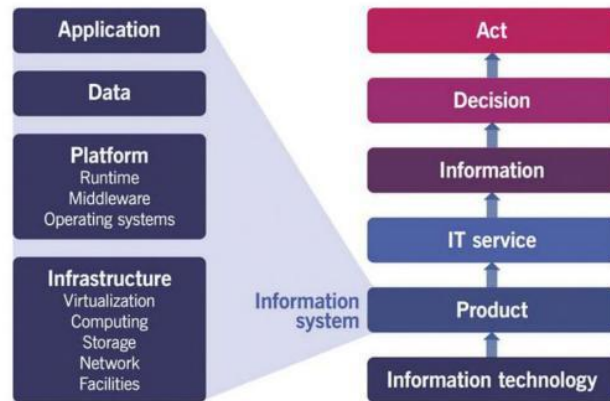 Application
Data
Platform
Runtime
Middleware
Operating systems
Infrastructure
Virtualization
Computing
Storage
Network
Facilities
Information
system
Act
Decision
Information
IT service
Product
Information technology